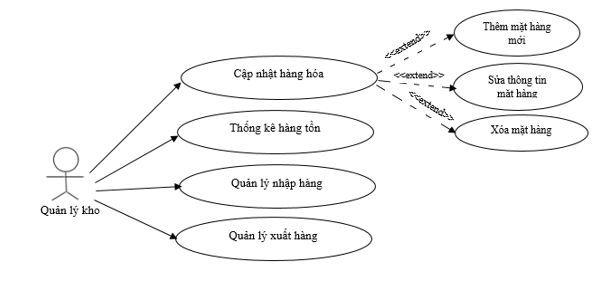 Thêm mặt hàng
mới
<<extend>>
Cập nhật hàng hóa
<<extend>>
Sửa thông tin
mặt hàng
<<extend>>
Xóa mặt hàng
Thống kê hàng tồn
Quản lý nhập hàng
Quản lý kho
Quản lý xuất hàng